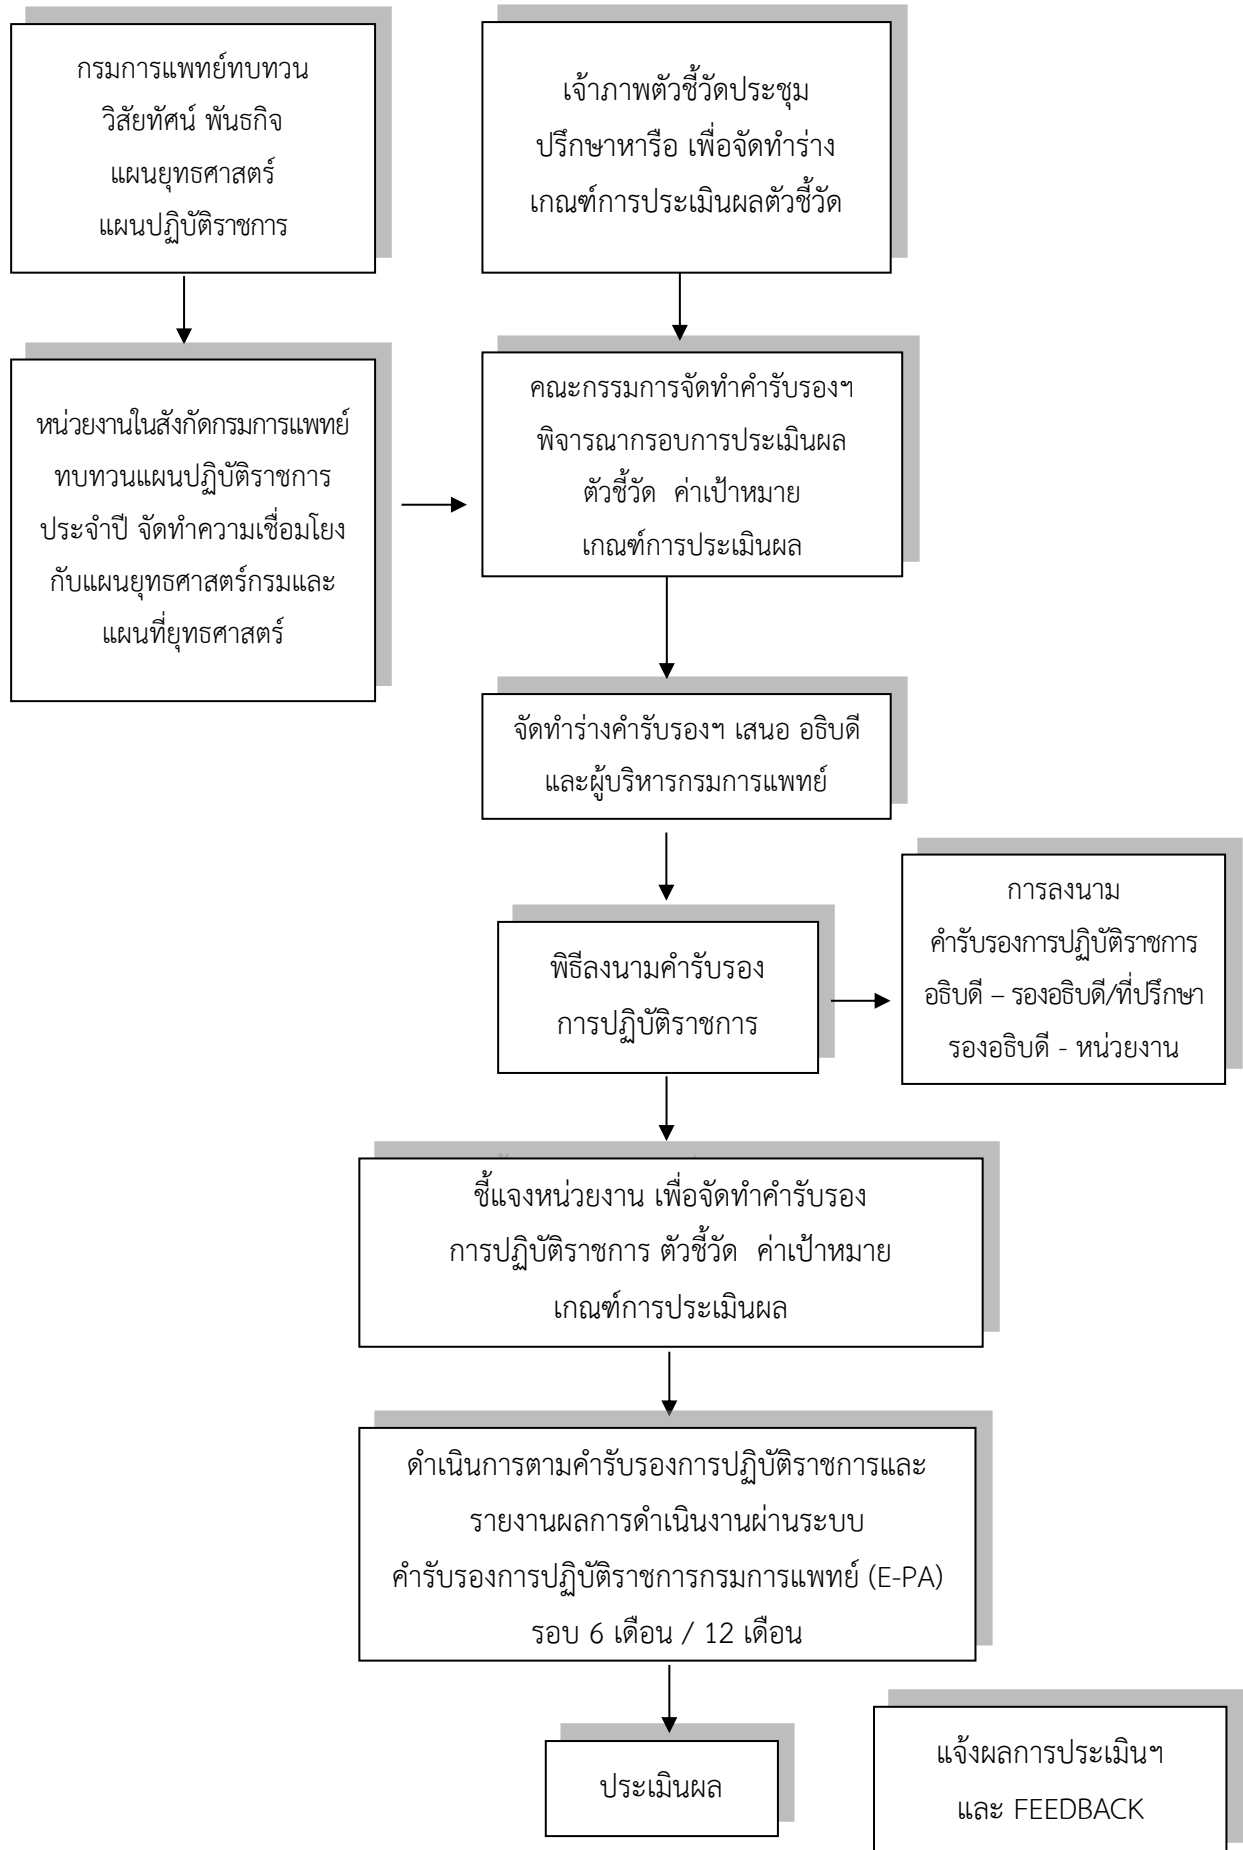 กรมการแพทย์ทบทวน
วิสัยทัศน์ พันธกิจ
แผนยุทธศาสตร์
แผนปฏิบัติราชการ
เจ้าภาพตัวชี้วัดประชุม
ปรึกษาหารือ เพื่อจัดทำร่าง
เกณฑ์การประเมินผลตัวชี้วัด
หน่วยงานในสังกัดกรมการแพทย์
ทบทวนแผนปฏิบัติราชการ
ประจำปี จัดทำความเชื่อมโยง
กับแผนยุทธศาสตร์กรมและ
แผนที่ยุทธศาสตร์
คณะกรรมการจัดทำคำรับรองฯ
พิจารณากรอบการประเมินผล
ตัวชี้วัด ค่าเป้าหมาย
เกณฑ์การประเมินผล
จัดทำร่างคำรับรองฯ เสนอ อธิบดี
และผู้บริหารกรมการแพทย์
พิธีลงนามคำรับรอง
การปฏิบัติราชการ
การลงนาม
คำรับรองการปฏิบัติราชการ
อธิบดี – รองอธิบดี/ที่ปรึกษา
รองอธิบดี - หน่วยงาน
ชี้แจงหน่วยงาน เพื่อจัดทำคำรับรอง
การปฏิบัติราชการ ตัวชี้วัด ค่าเป้าหมาย
เกณฑ์การประเมินผล
ดำเนินการตามคำรับรองการปฏิบัติราชการและ
รายงานผลการดำเนินงานผ่านระบบ
คำรับรองการปฏิบัติราชการกรมการแพทย์ (E-PA)
รอบ 6 เดือน / 12 เดือน
ประเมินผล
แจ้งผลการประเมินฯ
และ FEEDBACK